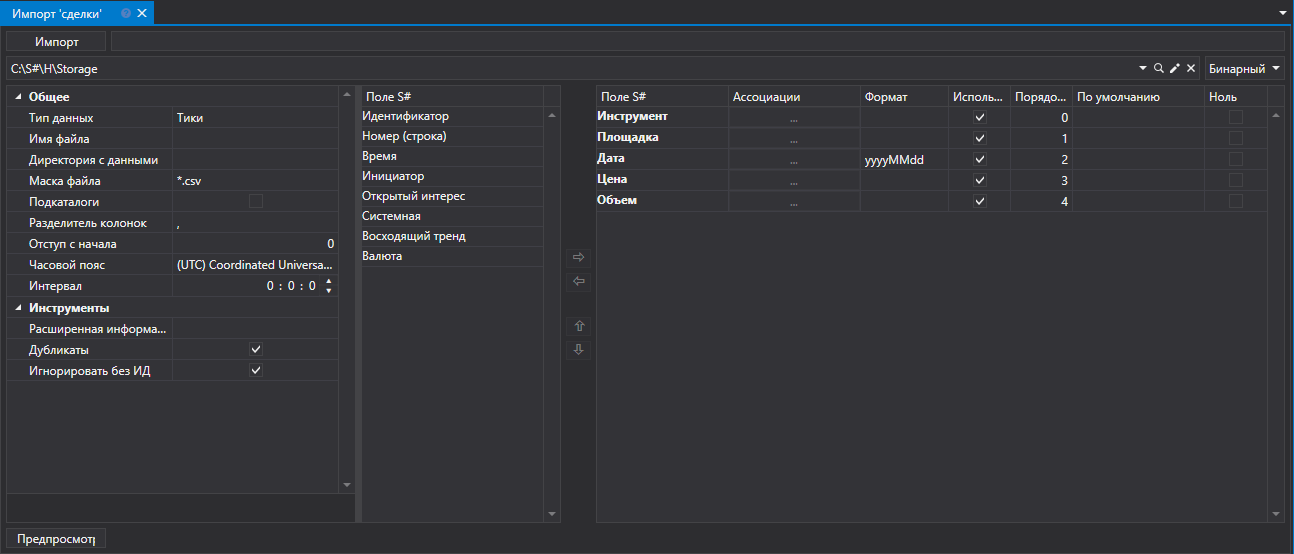 Импорт 'сделки'
Импорт
C:\S#\H\Storage
Бинарный
Общее
Тип данных Тики
Имя файла
Директория с данными
Маска файла *.csv
Подкаталоги
Разделитель колонок ,
Отступ с начала 0
Часовой пояс (UTC) Coordinated Universa...
Интервал 0 : 0 : 0
Инструменты
Расширенная информа...
Дубликаты
Игнорировать без ИД
Поле S#
Идентификатор
Номер (строка)
Время
Инициатор
Открытый интерес
Системная
Восходящий тренд
Валюта
Поле S# Ассоциации Формат Исполь... Порядо... По умолчанию Ноль
Инструмент ... 0
Площадка ... 1
Дата ... yyyyMMdd 2
Цена ... 3
Объем ... 4
Предпросмотр